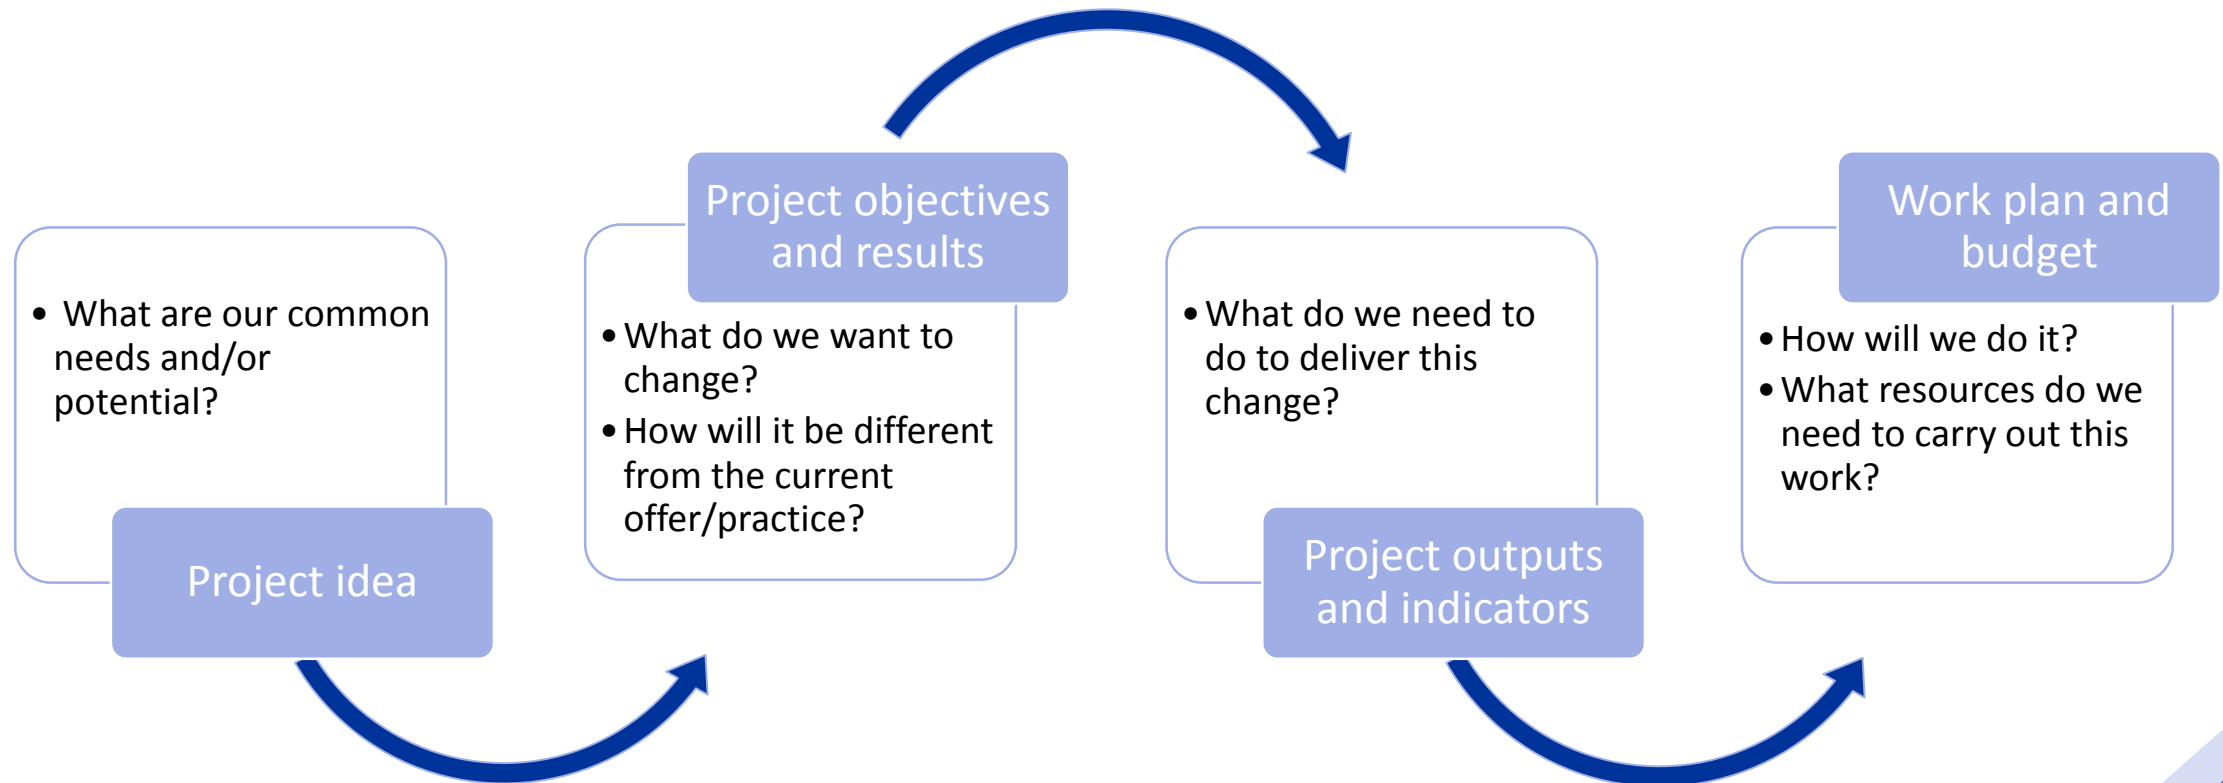 • What are our common
needs and/or
potential?
Project idea
Project objectives
and results
• What do we want to
change?
• How will it be different
from the current
offer/practice?
• What do we need to
do to deliver this
change?
Project outputs
and indicators
Work plan and
budget
• How will we do it?
• What resources do we
need to carry out this
work?